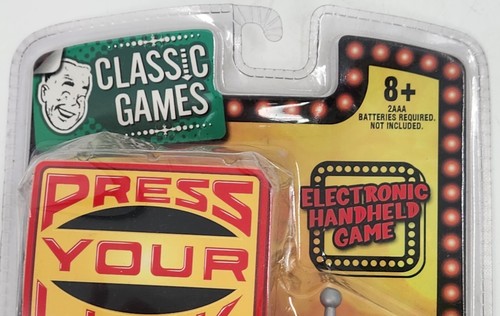 CLASSIC
GAMES
8+
2AAA
BATTERIES REQUIRED.
NOT INCLUDED.
ELECTRONIC
HANDHELD
GAME
PRESS
YOUR